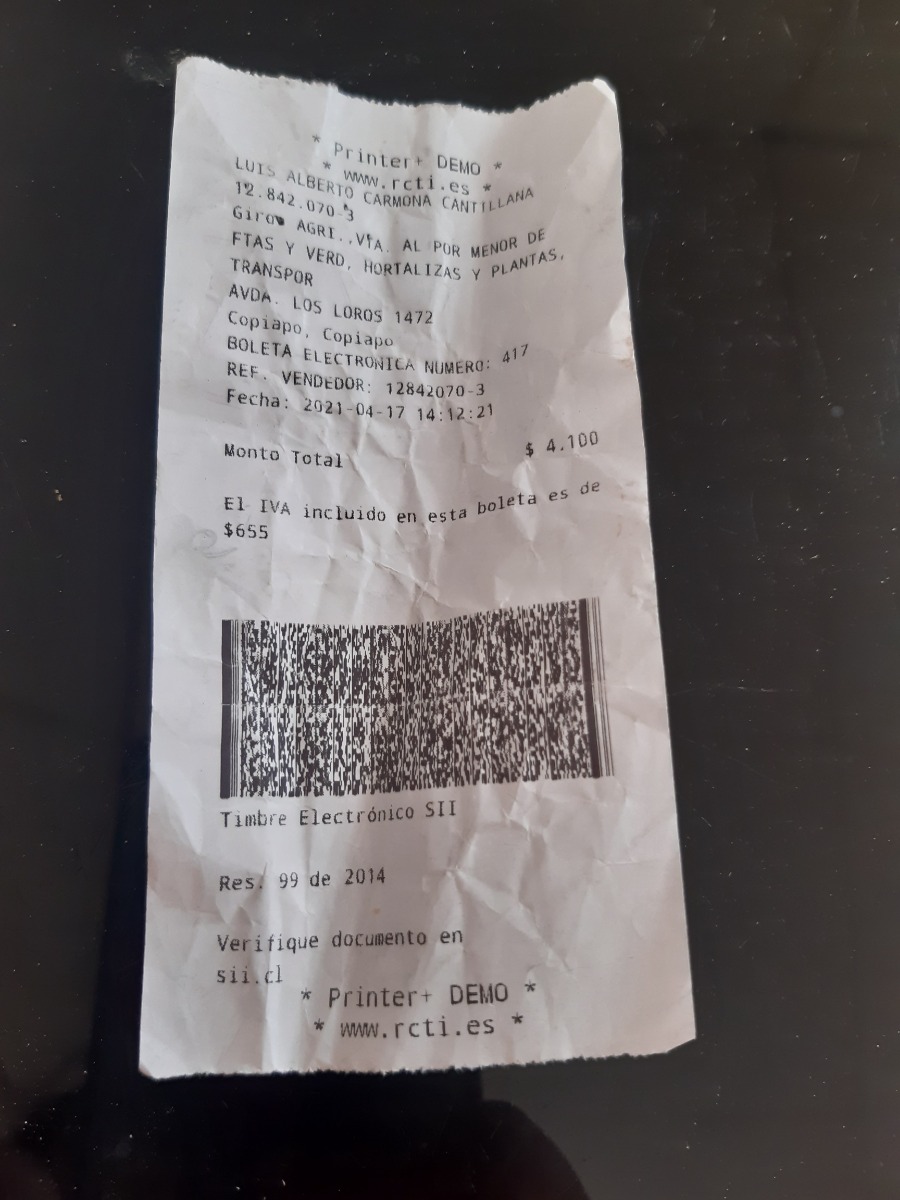 * Printer+ DEMO *
* www.rcti.es *
LUIS ALBERTO CARMONA CANTILLANA
12.842.070-3
Giro: AGRI.,VTA. AL POR MENOR DE
FTAS Y VERD, HORTALIZAS Y PLANTAS,
TRANSPOR
AVDA. LOS LOROS 1472
Copiapo, Copiapo
BOLETA ELECTRONICA NUMERO: 417
REF. VENDEDOR: 12842070-3
Fecha: 2021-04-17 14:12:21
Monto Total $ 4.100
El IVA incluido en esta boleta es de
$655
Timbre Electrónico SII
Res. 99 de 2014
Verifique documento en
sii.cl
* Printer+ DEMO *
* www.rcti.es *